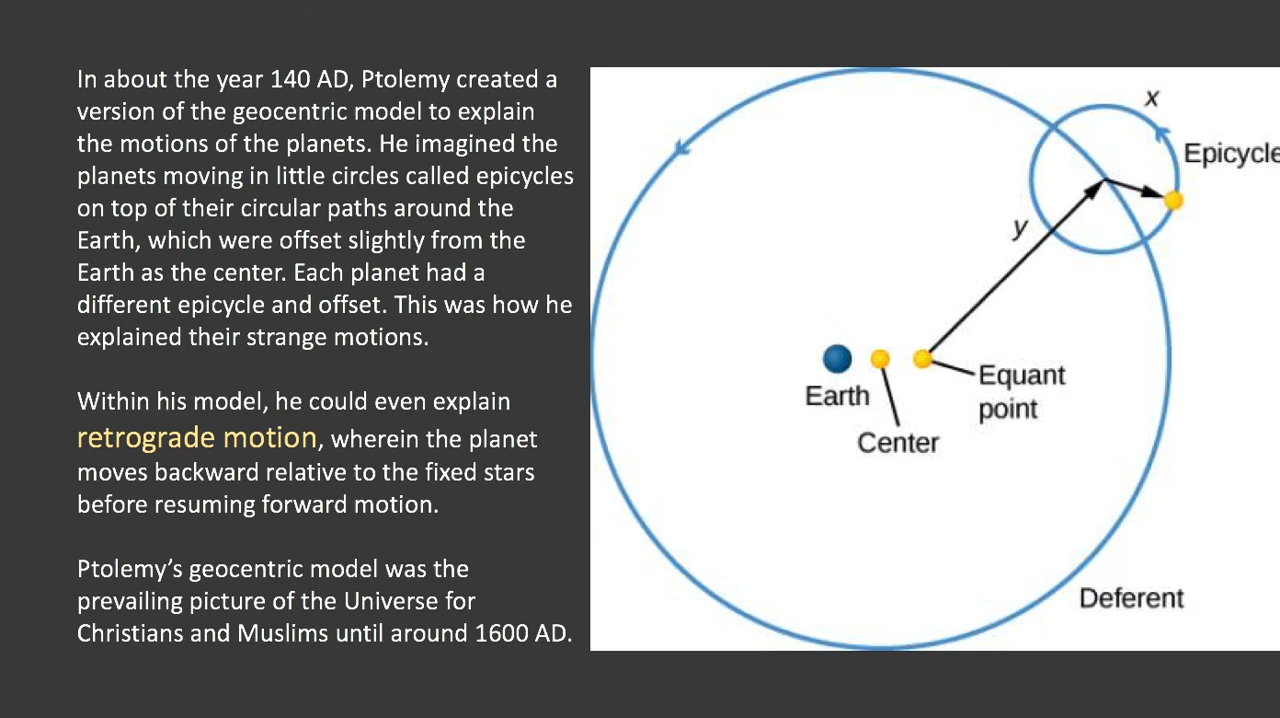 In about the year 140 AD, Ptolemy created a
version of the geocentric model to explain
the motions of the planets. He imagined the
planets moving in little circles called epicycles
on top of their circular paths around the
Earth, which were offset slightly from the
Earth as the center. Each planet had a
different epicycle and offset. This was how he
explained their strange motions.
Within his model, he could even explain
retrograde motion, wherein the planet
moves backward relative to the fixed stars
before resuming forward motion.
Ptolemy’s geocentric model was the
prevailing picture of the Universe for
Christians and Muslims until around 1600 AD.
x
Epicycle
y
Earth
Center
Equant
point
Deferent